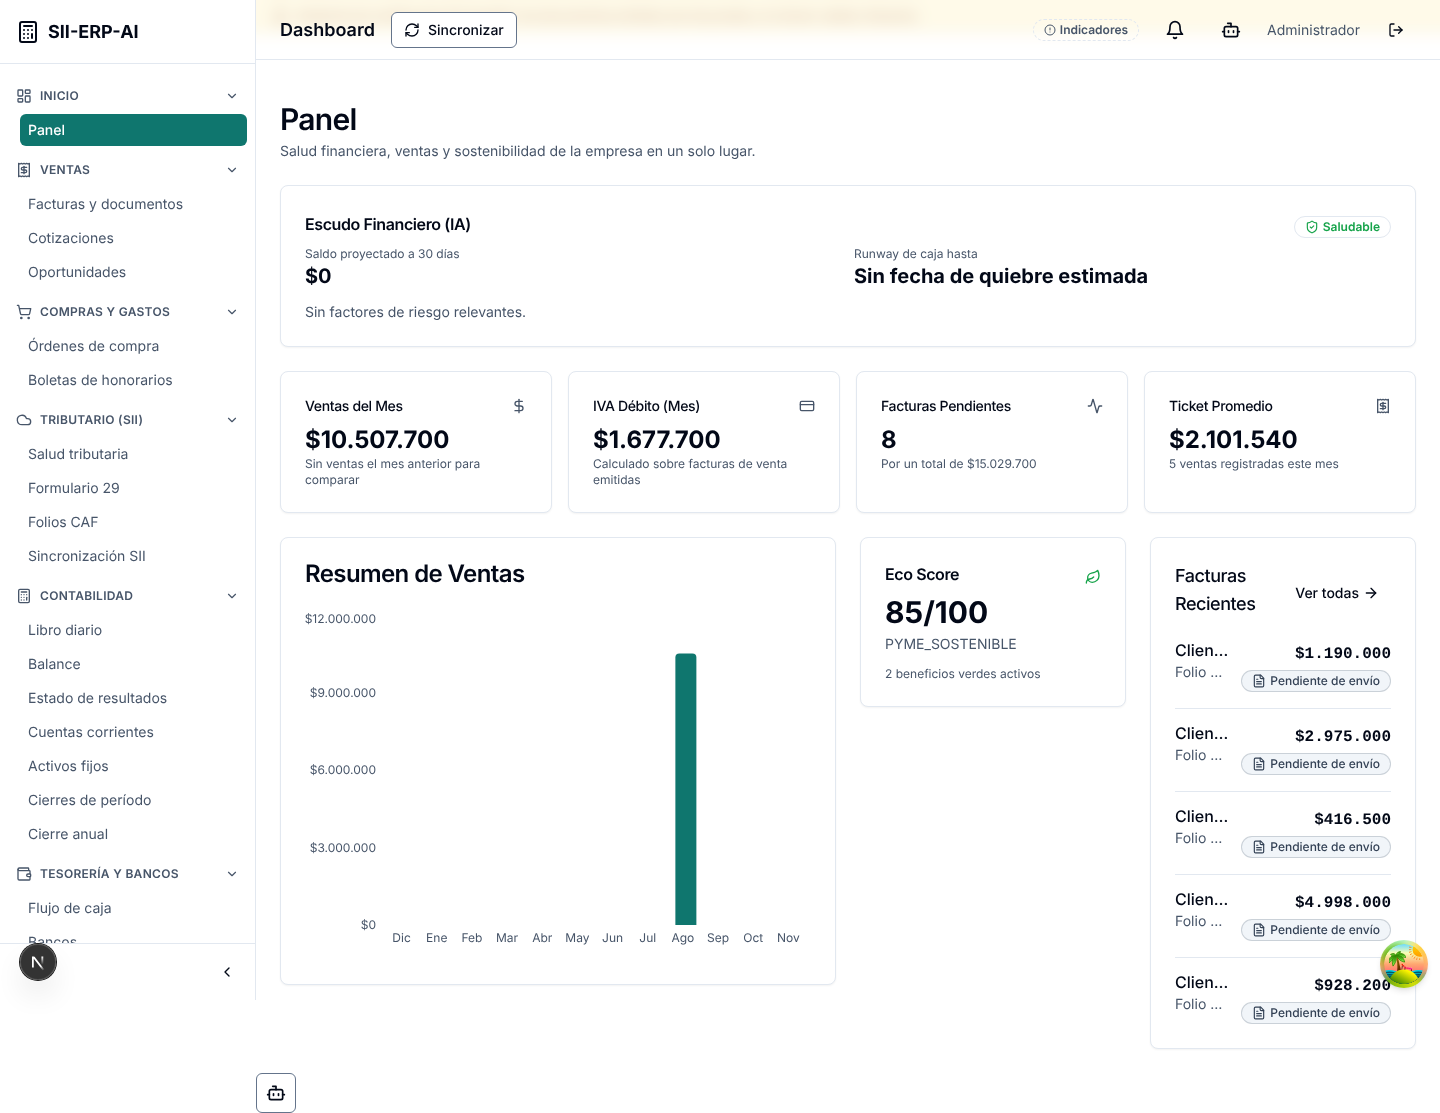 SII-ERP-AI
Dashboard
Sincronizar
Indicadores
Administrador
INICIO
Panel
VENTAS
Facturas y documentos
Cotizaciones
Oportunidades
COMPRAS Y GASTOS
Órdenes de compra
Boletas de honorarios
TRIBUTARIO (SII)
Salud tributaria
Formulario 29
Folios CAF
Sincronización SII
CONTABILIDAD
Libro diario
Balance
Estado de resultados
Cuentas corrientes
Activos fijos
Cierres de período
Cierre anual
TESORERÍA Y BANCOS
Flujo de caja
Bancos
N
Panel
Salud financiera, ventas y sostenibilidad de la empresa en un solo lugar.
Escudo Financiero (IA)
Saludable
Saldo proyectado a 30 días
$0
Runway de caja hasta
Sin fecha de quiebre estimada
Sin factores de riesgo relevantes.
Ventas del Mes
$10.507.700
Sin ventas el mes anterior para
comparar
IVA Débito (Mes)
$1.677.700
Calculado sobre facturas de venta
emitidas
Facturas Pendientes
8
Por un total de $15.029.700
Ticket Promedio
$2.101.540
5 ventas registradas este mes
Resumen de Ventas
$12.000.000
$9.000.000
$6.000.000
$3.000.000
$0
Dic Ene Feb Mar Abr May Jun Jul Ago Sep Oct Nov
Eco Score
85/100
PYME_SOSTENIBLE
2 beneficios verdes activos
Facturas
Recientes
Ver todas
Clien... $1.190.000
Folio ... Pendiente de envío
Clien... $2.975.000
Folio ... Pendiente de envío
Clien... $416.500
Folio ... Pendiente de envío
Clien... $4.998.000
Folio ... Pendiente de envío
Clien... $928.200
Folio ... Pendiente de envío